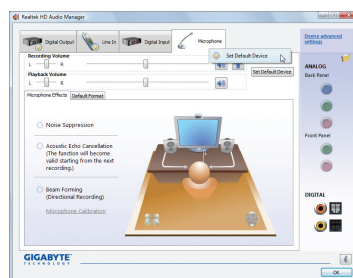 Realtek HD Audio Manager
Digital Output
Line In
Digital Input
Microphone
Device advanced settings
Set Default Device
Recording Volume
L
R
Set Default Device
Playback Volume
L
R
Microphone Effects
Default Format
Noise Suppression
Acoustic Echo Cancellation
(The function will become
valid starting from the next
recording.)
Beam Forming
(Directional Recording)
Microphone Calibration
ANALOG
Back Panel
Front Panel
DIGITAL
GIGABYTE
TECHNOLOGY
i
OK